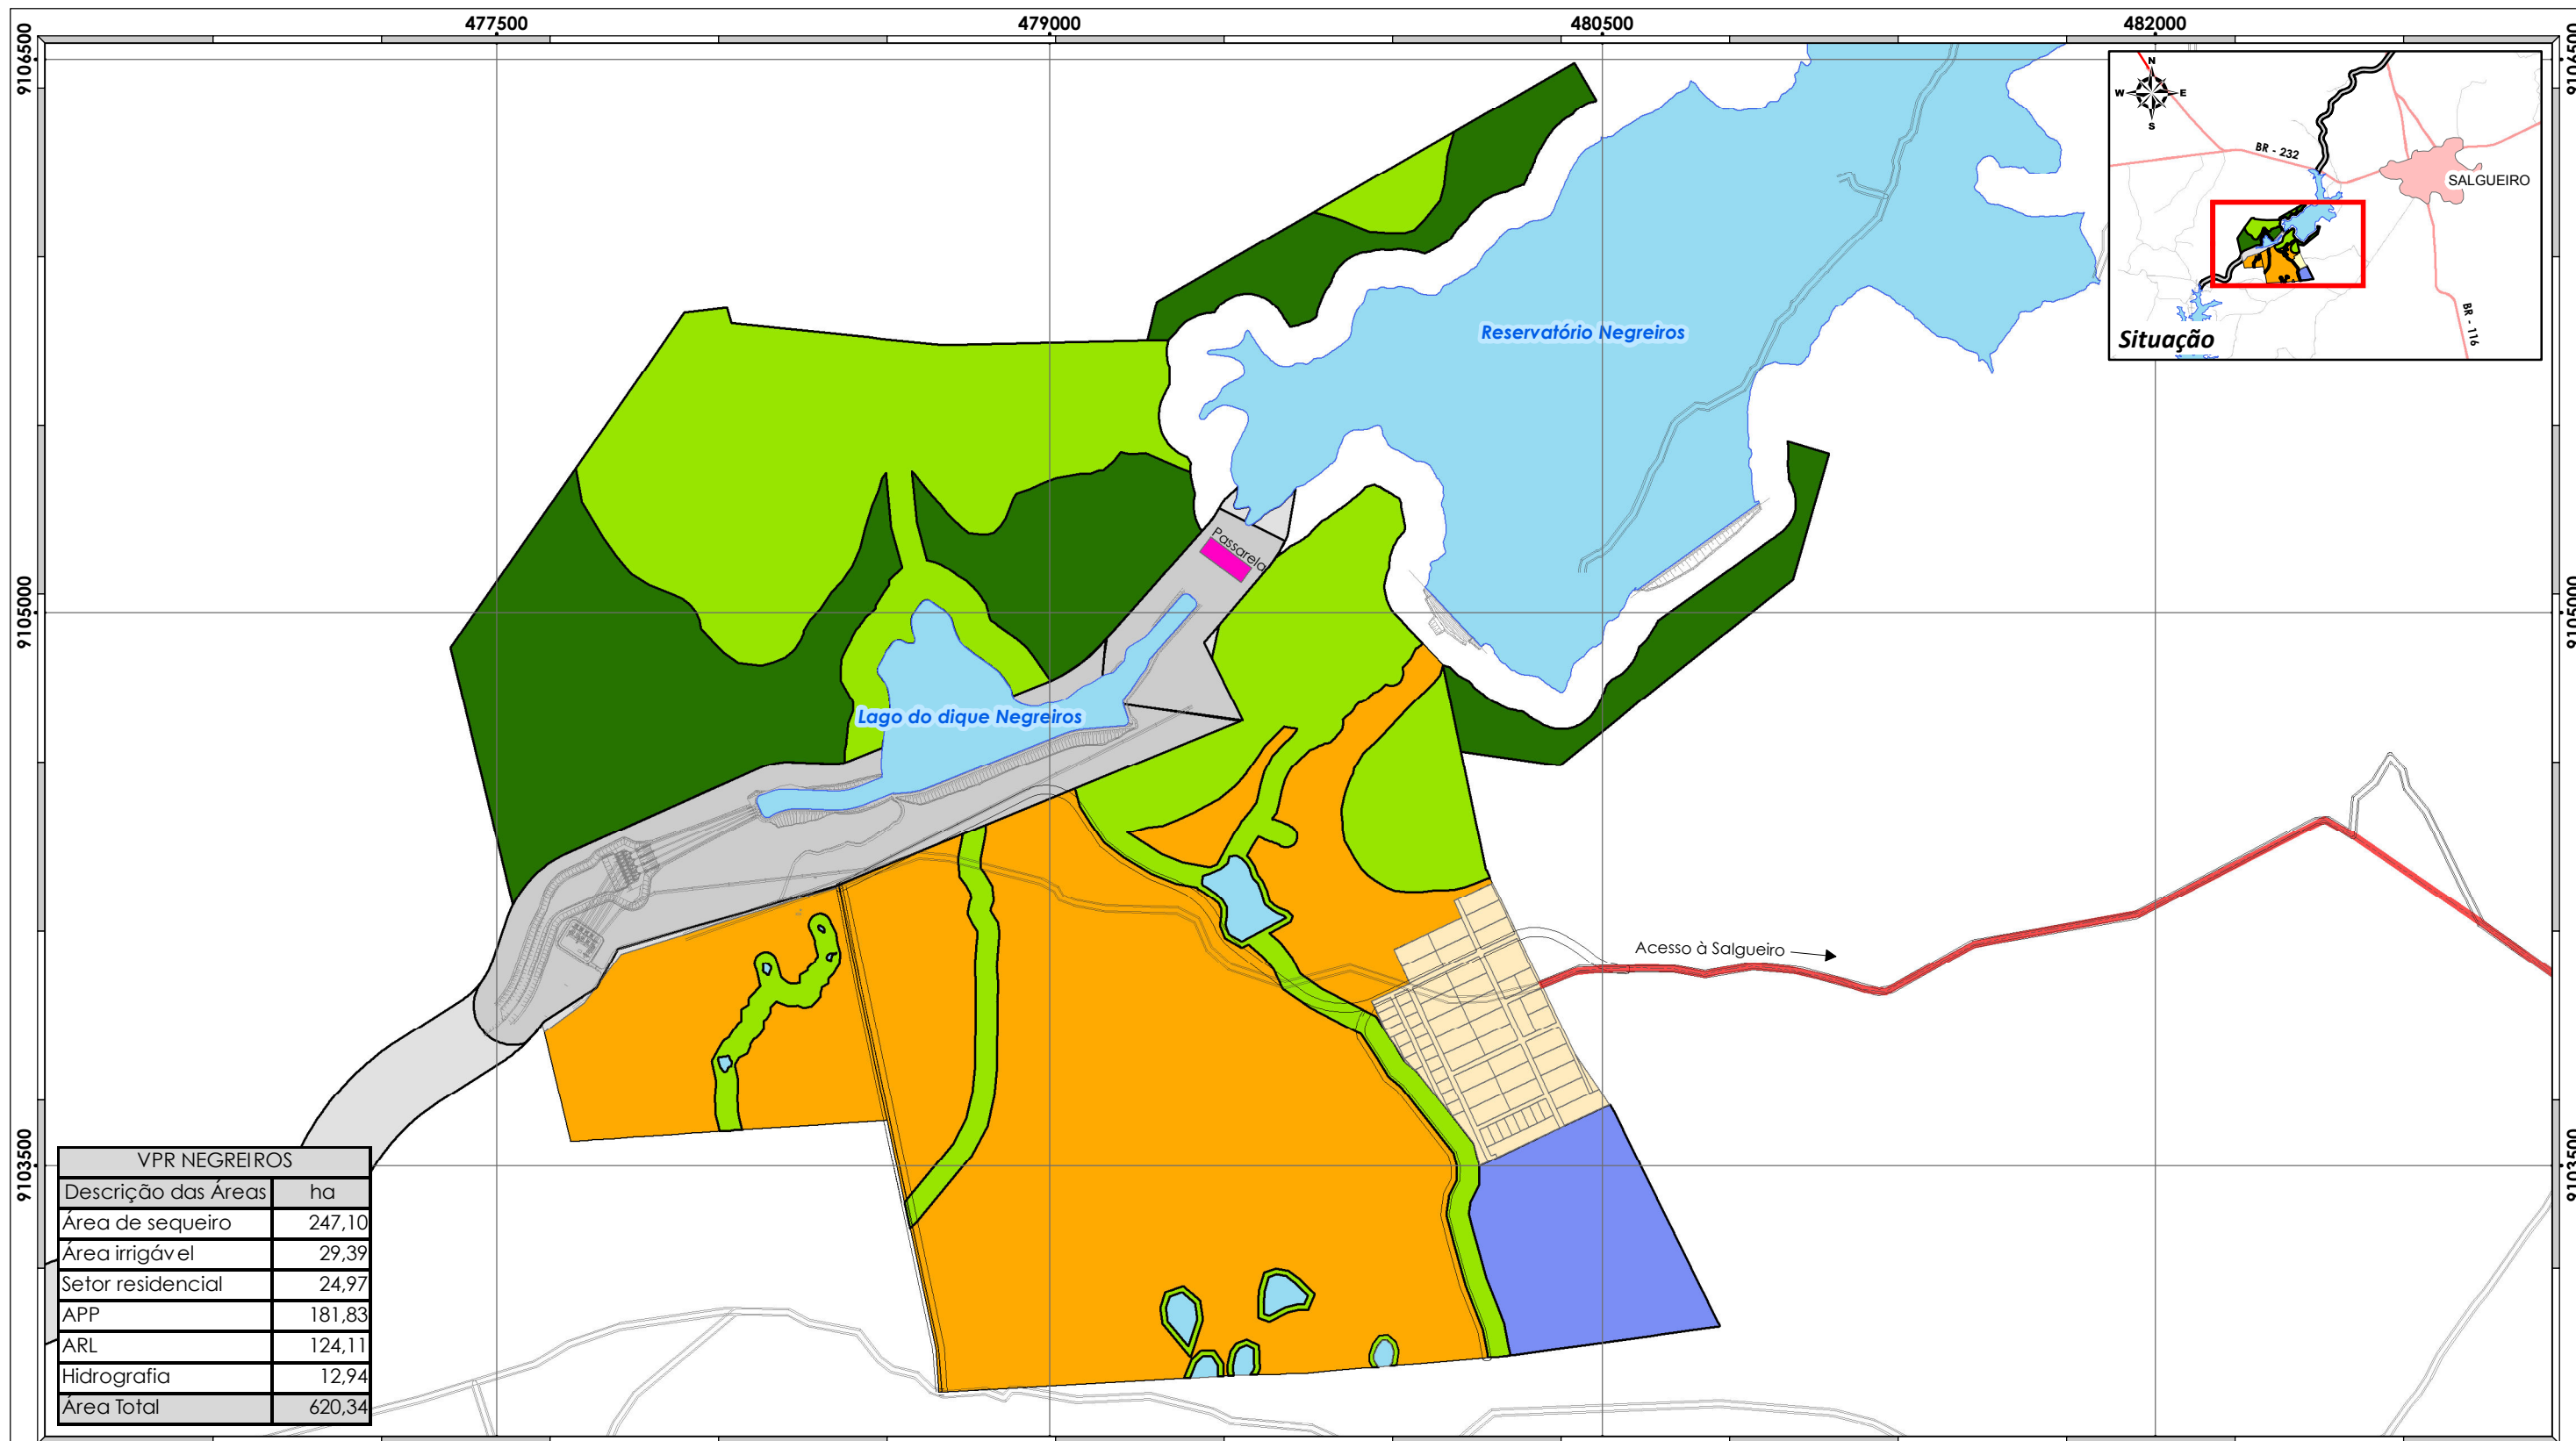 477500 479000 480500 482000
9106500
9106500
N
W E
S
BR - 232
SALGUEIRO
BR - 116
Situação
Reservatório Negreiros
Passarela
9105000
9105000
Lago do dique Negreiros
Acesso à Salgueiro
9103500
9103500
VPR NEGREIROS
Descrição das Áreas ha
Área de sequeiro 247,10
Área irrigável 29,39
Setor residencial 24,97
APP 181,83
ARL 124,11
Hidrografia 12,94
Área Total 620,34